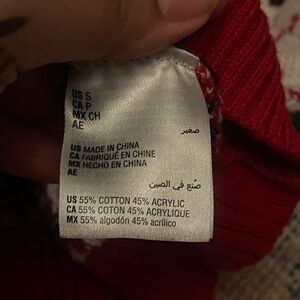 US S
CA P
MX CH
AE
صغير
US MADE IN CHINA
CA FABRIQUÉ EN CHINE
MX HECHO EN CHINA
AE
صُنع في الصين
US 55% COTTON 45% ACRYLIC
CA 55% COTON 45% ACRYLIQUE
MX 55% algodón 45% acrílico